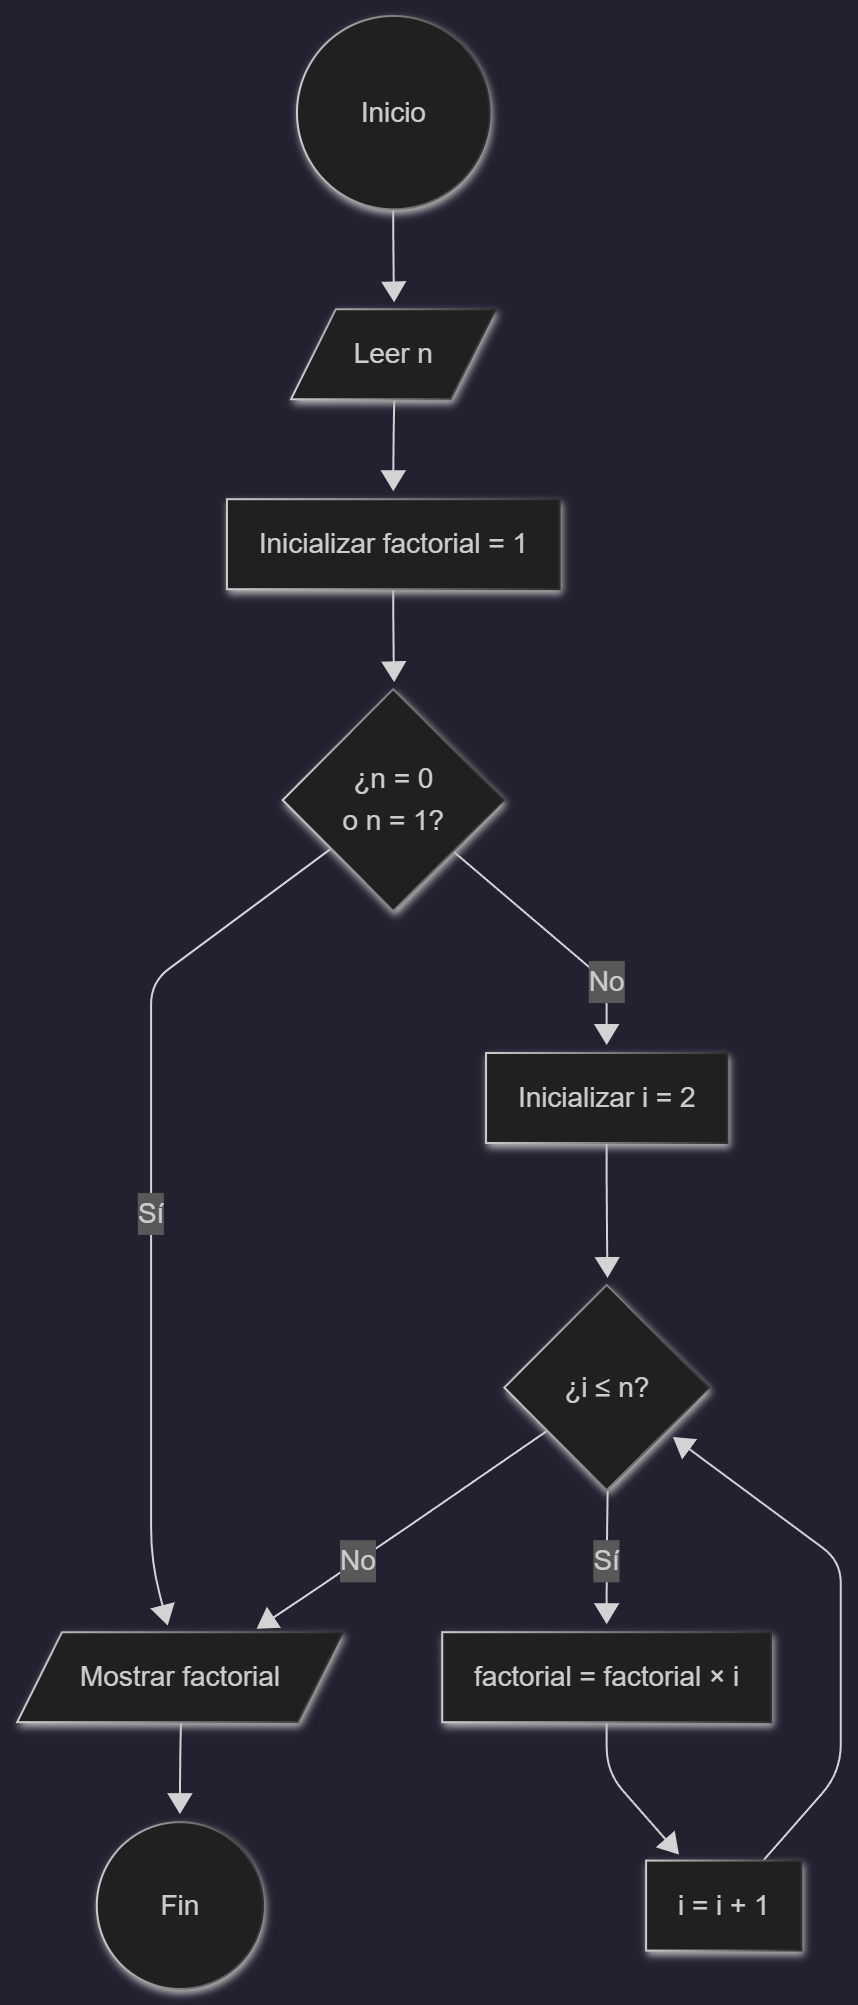 Inicio
Leer n
Inicializar factorial = 1
¿n = 0
o n = 1?
No
Inicializar i = 2
Sí
¿i ≤ n?
No
Sí
Mostrar factorial
factorial = factorial × i
Fin
i = i + 1